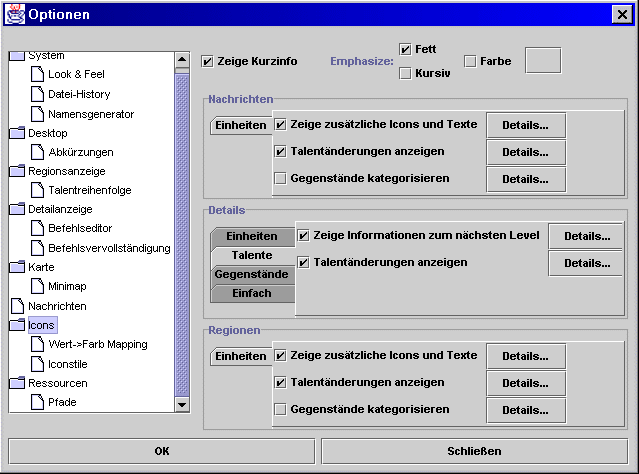 Optionen
System
Look & Feel
Datei-History
Namensgenerator
Desktop
Abkürzungen
Regionsanzeige
Talentreihenfolge
Detailanzeige
Befehlseditor
Befehlsvervollständigung
Karte
Minimap
Nachrichten
Icons
Wert->Farb Mapping
Iconstile
Ressourcen
Pfade
Zeige Kurzinfo
Emphasize:
Fett
Kursiv
Farbe
Nachrichten
Einheiten
Zeige zusätzliche Icons und Texte Details...
Talentänderungen anzeigen Details...
Gegenstände kategorisieren Details...
Details
Einheiten
Talente
Gegenstände
Einfach
Zeige Informationen zum nächsten Level Details...
Talentänderungen anzeigen Details...
Regionen
Einheiten
Zeige zusätzliche Icons und Texte Details...
Talentänderungen anzeigen Details...
Gegenstände kategorisieren Details...
OK
Schließen